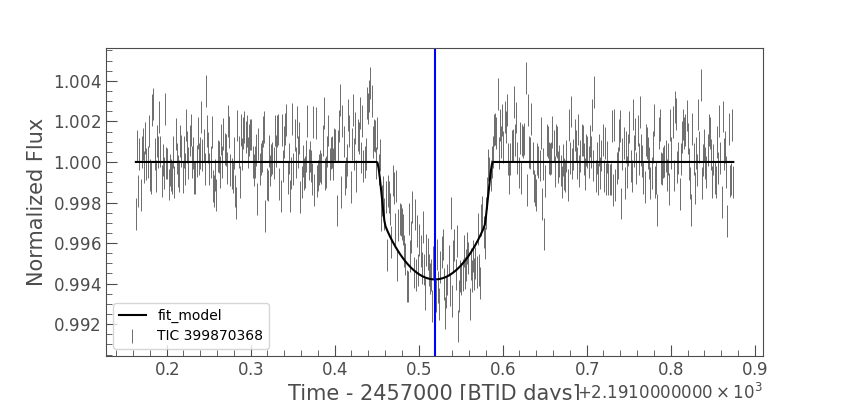 1.004
1.002
1.000
0.998
0.996
0.994
0.992
Normalized Flux
fit_model
TIC 399870368
0.2 0.3 0.4 0.5 0.6 0.7 0.8 0.9
Time - 2457000 [BTJD days] +2.1910000000 × 10³